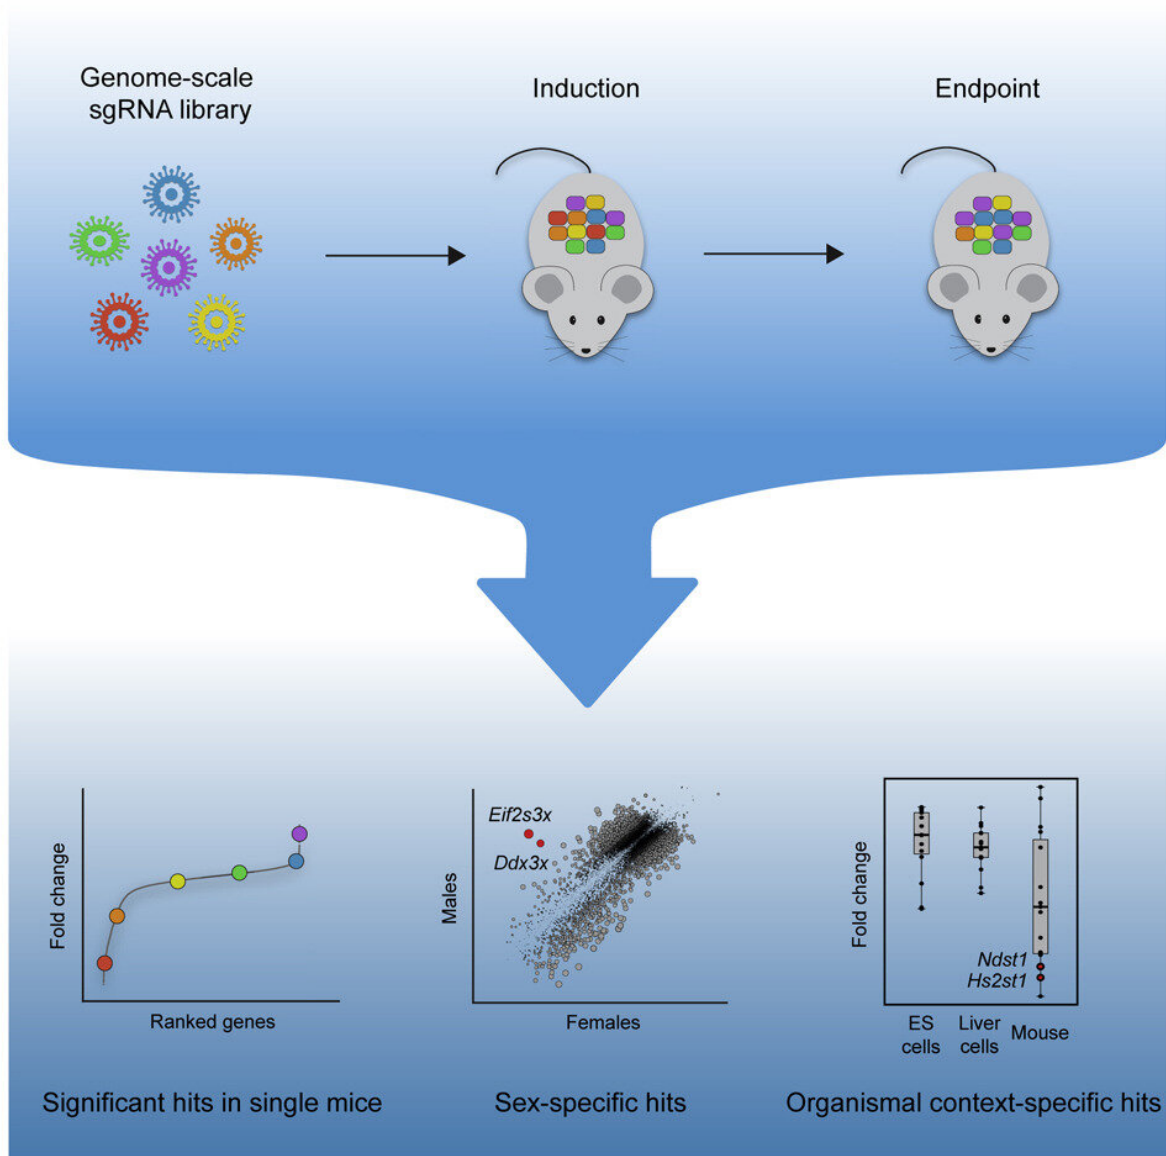 Genome-scale
sgRNA library
Induction
Endpoint
Fold change
Ranked genes
Significant hits in single mice
Males
Eif2s3x
Ddx3x
Females
Sex-specific hits
Fold change
Ndst1
Hs2st1
ES
cells
Liver
cells
Mouse
Organismal context-specific hits